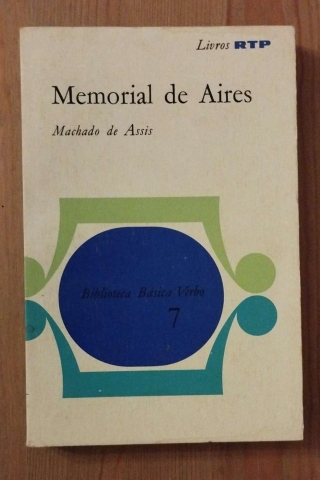 Livros RTP
Memorial de Aires
Machado de Assis
Biblioteca Básica Verbo
7